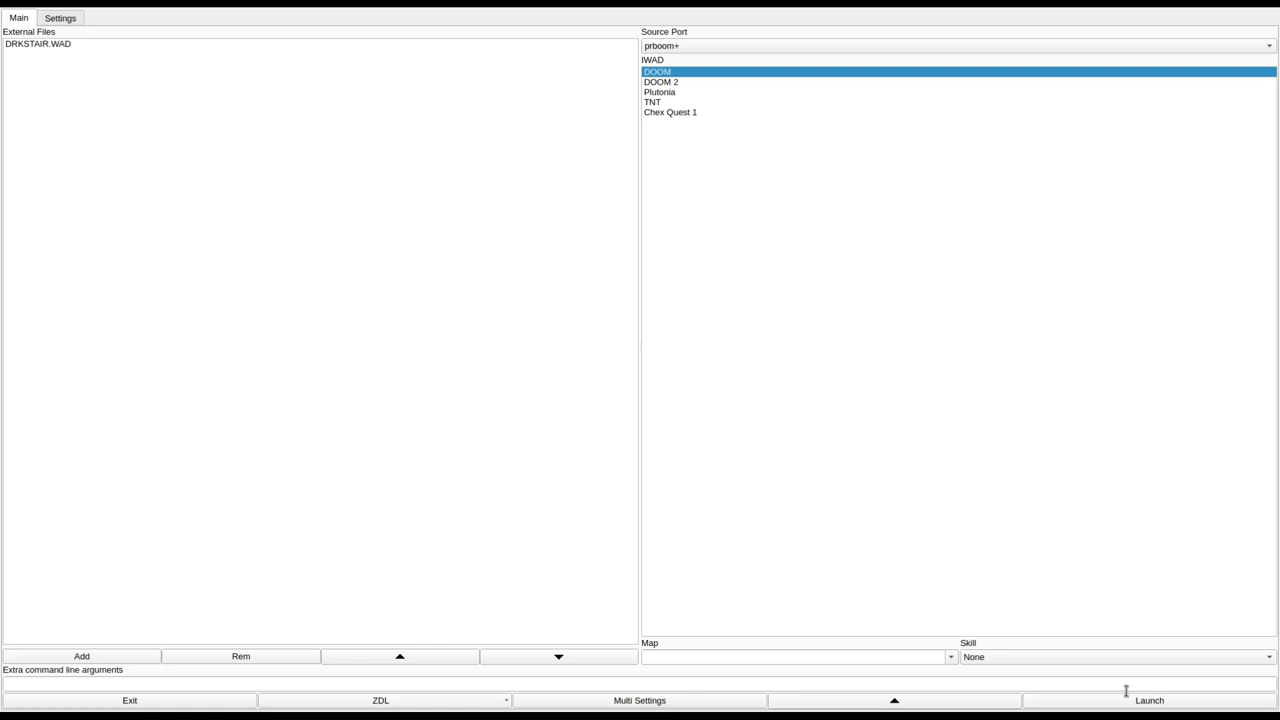 Main Settings
External Files
DRKSTAIR.WAD
Source Port
prboom+
IWAD
DOOM
DOOM 2
Plutonia
TNT
Chex Quest 1
Add Rem
Map Skill
None
Extra command line arguments
Exit ZDL Multi Settings Launch